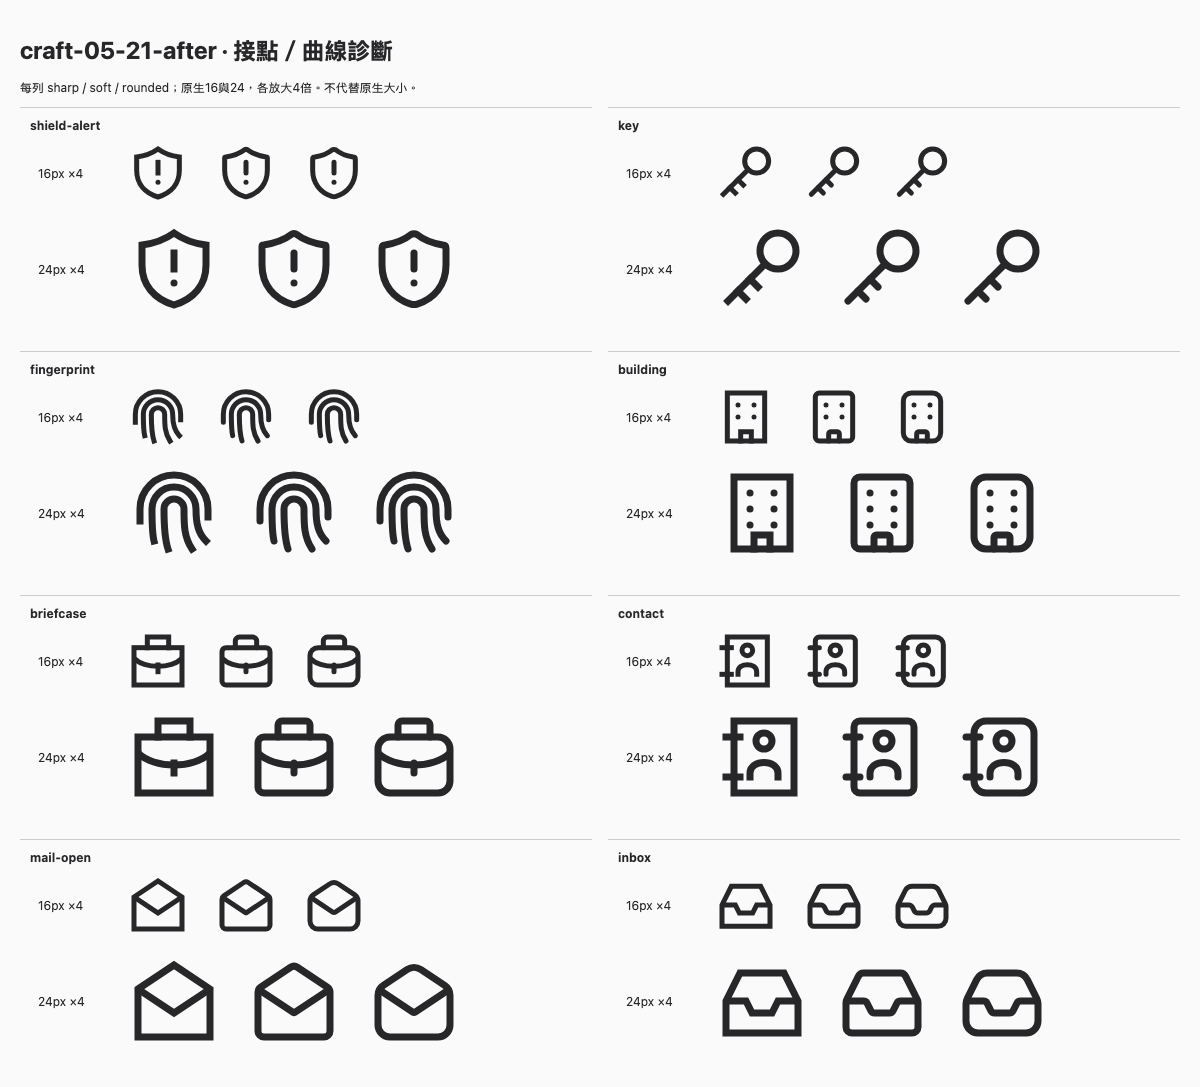 craft-05-21-after · 接點 / 曲線診斷
每列 sharp / soft / rounded；原生16與24，各放大4倍。不代替原生大小。
shield-alert
16px ×4
24px ×4
key
16px ×4
24px ×4
fingerprint
16px ×4
24px ×4
building
16px ×4
24px ×4
briefcase
16px ×4
24px ×4
contact
16px ×4
24px ×4
mail-open
16px ×4
24px ×4
inbox
16px ×4
24px ×4